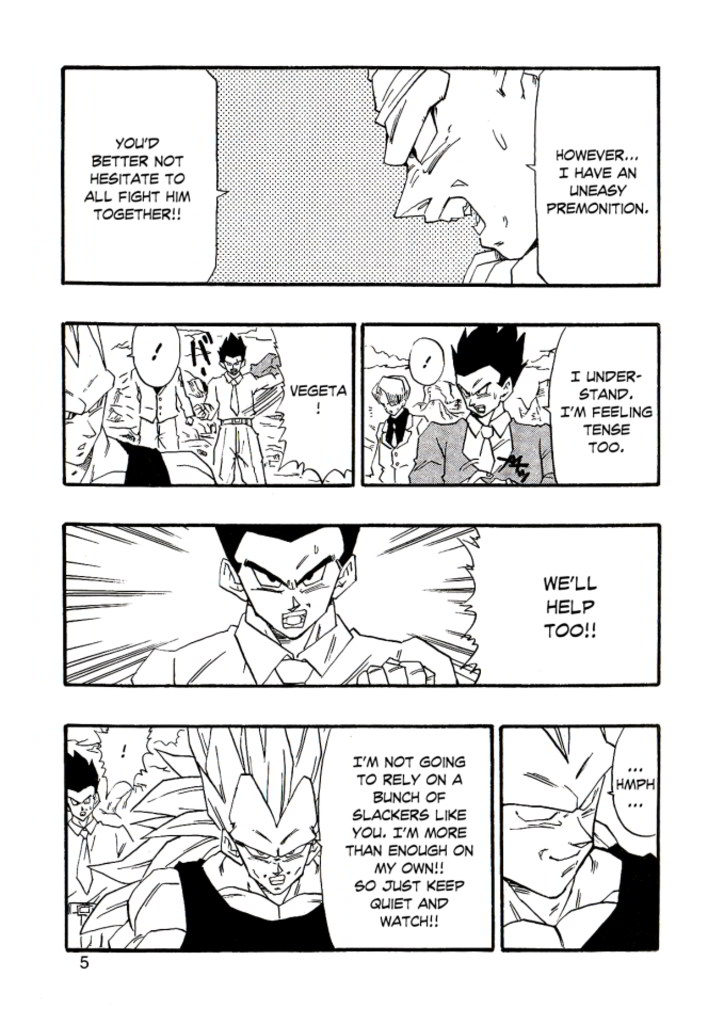 HOWEVER...
I HAVE AN
UNEASY
PREMONITION.
YOU'D
BETTER NOT
HESITATE TO
ALL FIGHT HIM
TOGETHER!!
I UNDER-
STAND.
I'M FEELING
TENSE
TOO.
!
VEGETA
!
!
WE'LL
HELP
TOO!!
...
HMPH
...
I'M NOT GOING
TO RELY ON A
BUNCH OF
SLACKERS LIKE
YOU. I'M MORE
THAN ENOUGH ON
MY OWN!!
SO JUST KEEP
QUIET AND
WATCH!!
!
5